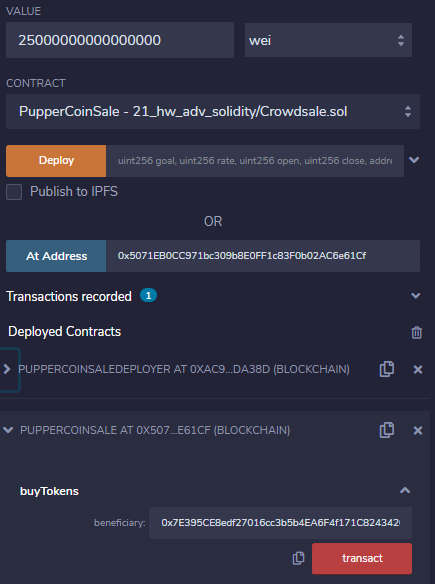 VALUE
25000000000000000 wei
CONTRACT
PupperCoinSale - 21_hw_adv_solidity/Crowdsale.sol
Deploy uint256 goal, uint256 rate, uint256 open, uint256 close, addre
Publish to IPFS
OR
At Address 0x5071EB0CC971bc309b8E0FF1c83F0b02AC6e61Cf
Transactions recorded 1
Deployed Contracts
PUPPERCOINSALEDEPLOYER AT 0XAC9...DA38D (BLOCKCHAIN)
PUPPERCOINSALE AT 0X507...E61CF (BLOCKCHAIN)
buyTokens
beneficiary: 0x7E395CE8edf27016cc3b5b4EA6F4f171C824342
transact